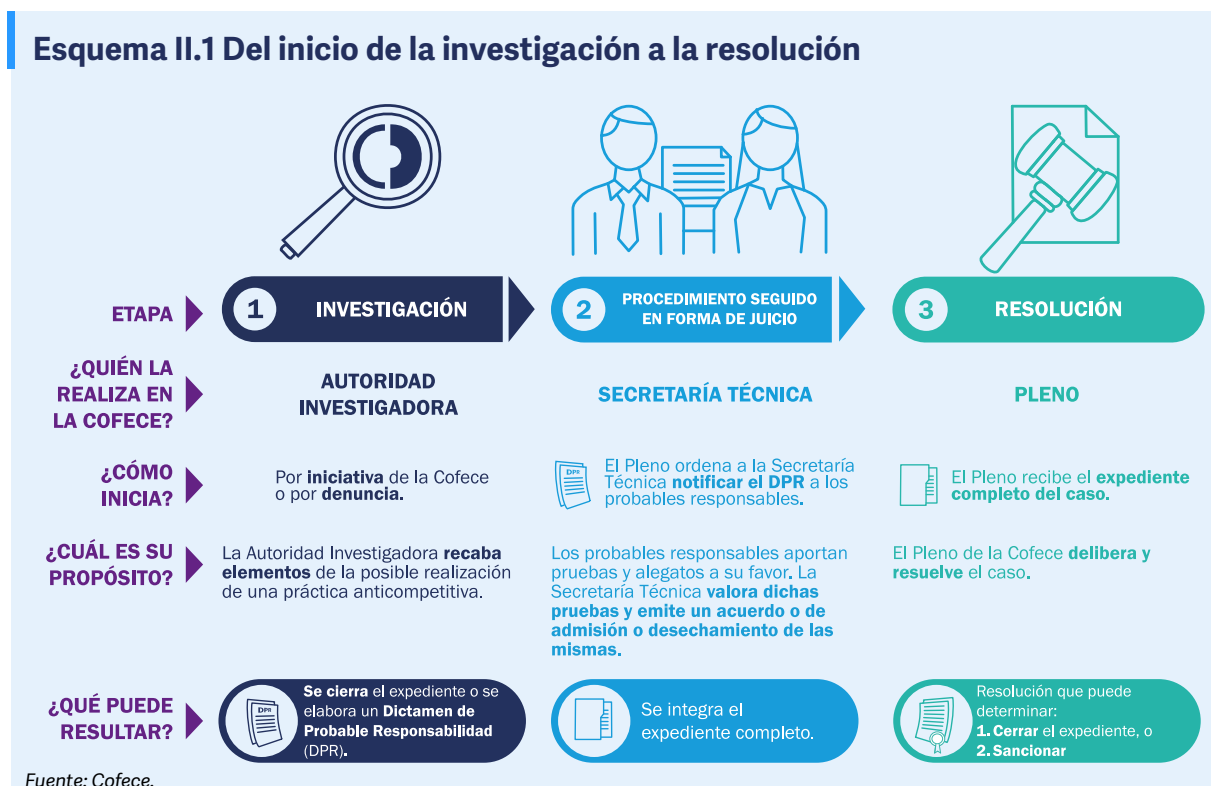 Esquema II.1 Del inicio de la investigación a la resolución
ETAPA
1 INVESTIGACIÓN
2 PROCEDIMIENTO SEGUIDO
EN FORMA DE JUICIO
3 RESOLUCIÓN
¿QUIÉN LA
REALIZA EN
LA COFECE?
AUTORIDAD
INVESTIGADORA
SECRETARÍA TÉCNICA
PLENO
¿CÓMO
INICIA?
Por iniciativa de la Cofece
o por denuncia.
DPR
El Pleno ordena a la Secretaría
Técnica notificar el DPR a los
probables responsables.
El Pleno recibe el expediente
completo del caso.
¿CUÁL ES SU
PROPÓSITO?
La Autoridad Investigadora recaba
elementos de la posible realización
de una práctica anticompetitiva.
Los probables responsables aportan
pruebas y alegatos a su favor. La
Secretaría Técnica valora dichas
pruebas y emite un acuerdo o de
admisión o desechamiento de las
mismas.
El Pleno de la Cofece delibera y
resuelve el caso.
¿QUÉ PUEDE
RESULTAR?
DPR
Se cierra el expediente o se
elabora un Dictamen de
Probable Responsabilidad
(DPR).
Se integra el
expediente completo.
Resolución que puede
determinar:
1. Cerrar el expediente, o
2. Sancionar
Fuente: Cofece.